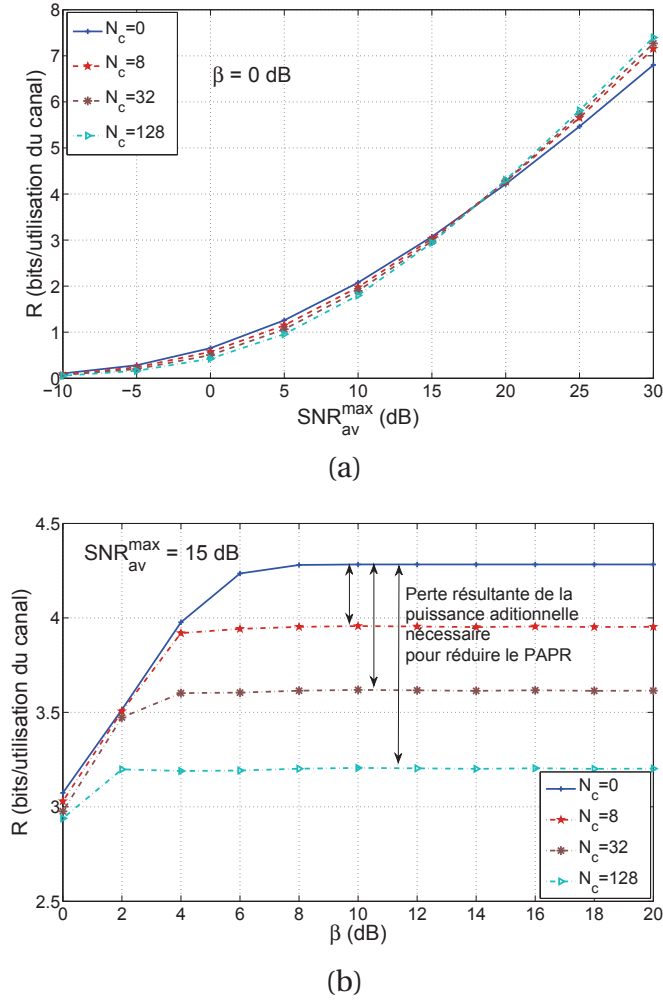 N_c=0
N_c=8
N_c=32
N_c=128
β = 0 dB
R (bits/utilisation du canal)
8
7
6
5
4
3
2
1
0
−10
−5
0
5
10
15
20
25
30
SNR_av^max (dB)
(a)
SNR_av^max = 15 dB
Perte résultante de la
puissance aditionnelle
nécessaire
pour réduire le PAPR
R (bits/utilisation du canal)
4.5
4
3.5
3
2.5
N_c=0
N_c=8
N_c=32
N_c=128
0
2
4
6
8
10
12
14
16
18
20
β (dB)
(b)